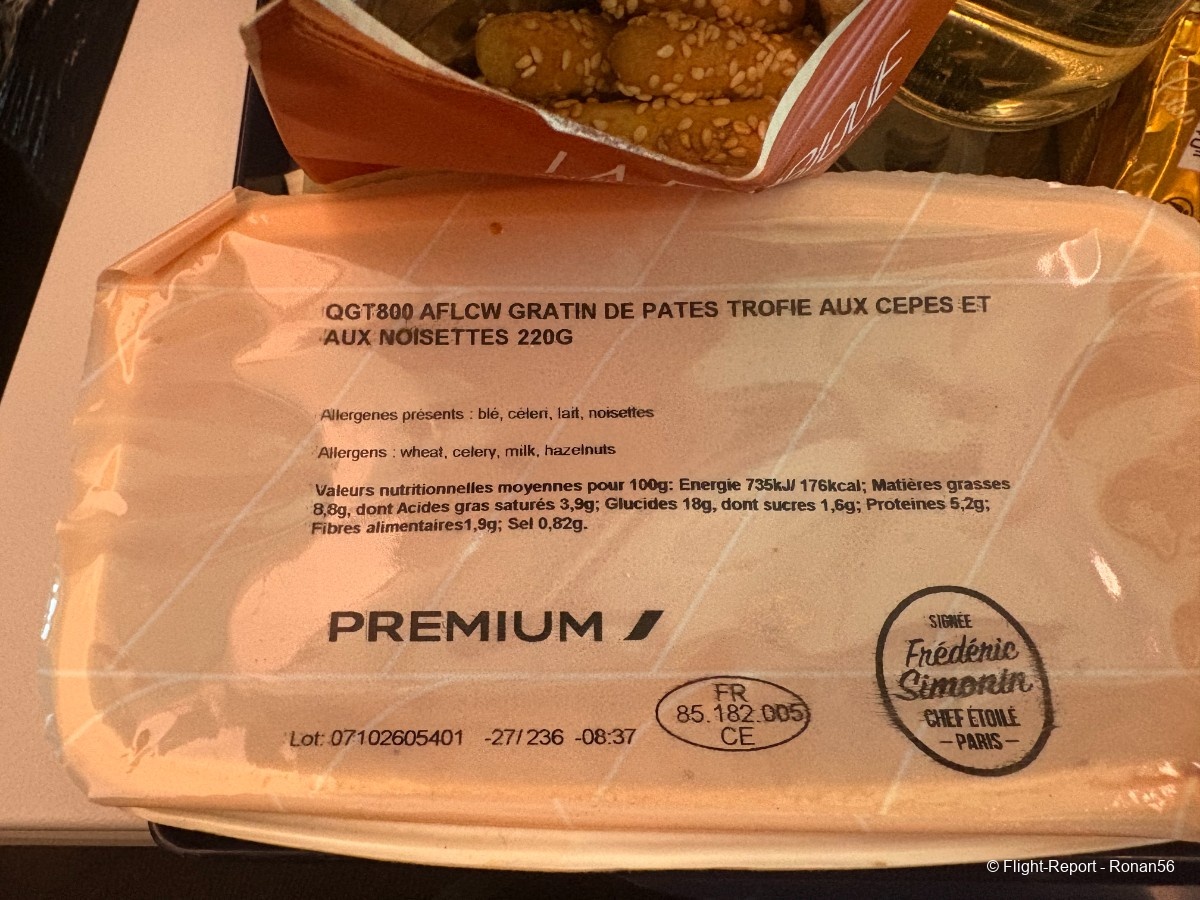 QGT800 AFLCW GRATIN DE PATES TROFIE AUX CEPES ET
AUX NOISETTES 220G
Allergenes présents : blé, céleri, lait, noisettes
Allergens : wheat, celery, milk, hazelnuts
Valeurs nutritionnelles moyennes pour 100g: Energie 735kJ/ 176kcal; Matières grasses
8,8g, dont Acides gras saturés 3,9g; Glucides 18g, dont sucres 1,6g; Proteines 5,2g;
Fibres alimentaires1,9g; Sel 0,82g.
PREMIUM
SIGNÉE
Frédéric
Simonin
CHEF ÉTOILÉ
– PARIS –
FR
85.182.005
CE
Lot: 07102605401 -27/236 -08:37
© Flight-Report - Ronan56